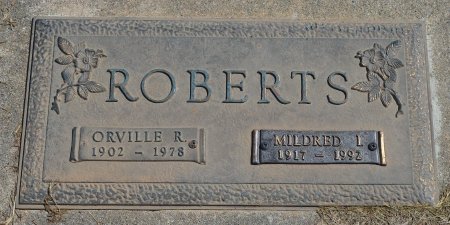 ROBERTS
ORVILLE R.
1902 – 1978
MILDRED I.
1917 – 1992